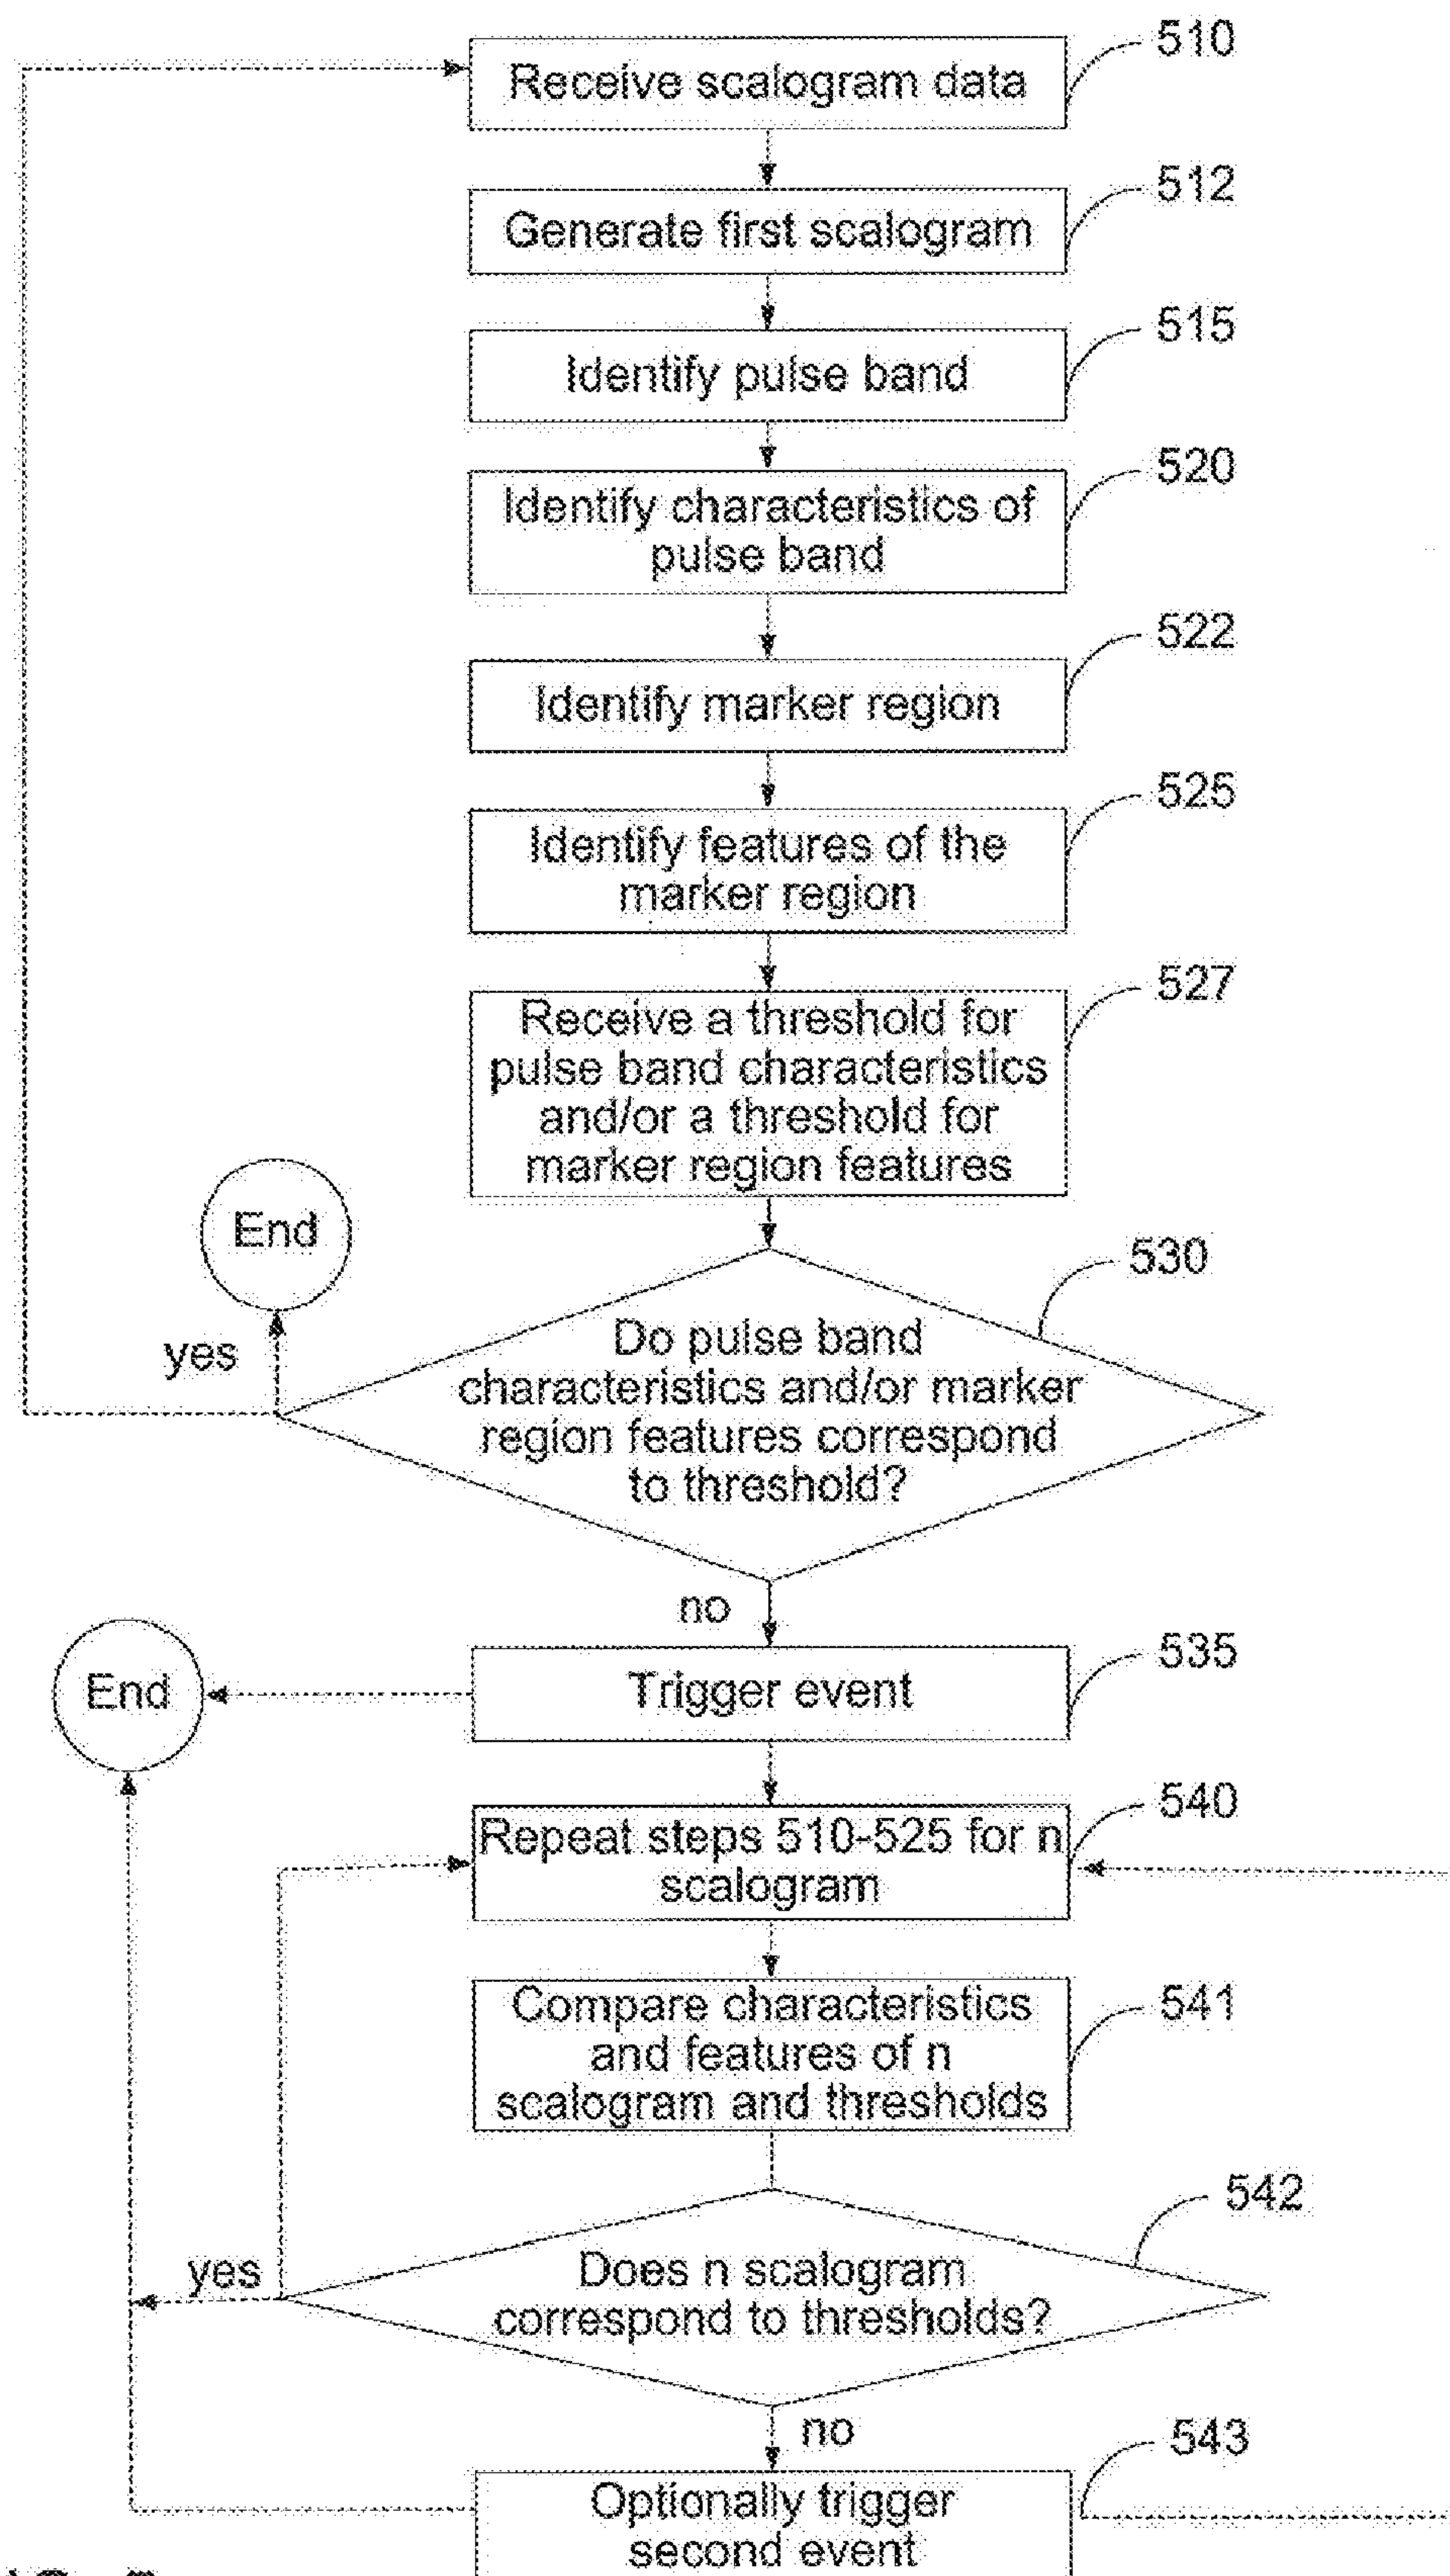 510
Receive scalogram data
512
Generate first scalogram
515
Identify pulse band
520
Identify characteristics of
pulse band
522
Identify marker region
525
Identify features of the
marker region
527
Receive a threshold for
pulse band characteristics
and/or a threshold for
marker region features
End
530
yes
Do pulse band
characteristics and/or marker
region features correspond
to threshold?
no
535
End
Trigger event
540
Repeat steps 510-525 for n
scalogram
541
Compare characteristics
and features of n
scalogram and thresholds
542
yes
Does n scalogram
correspond to thresholds?
no
543
Optionally trigger
second event